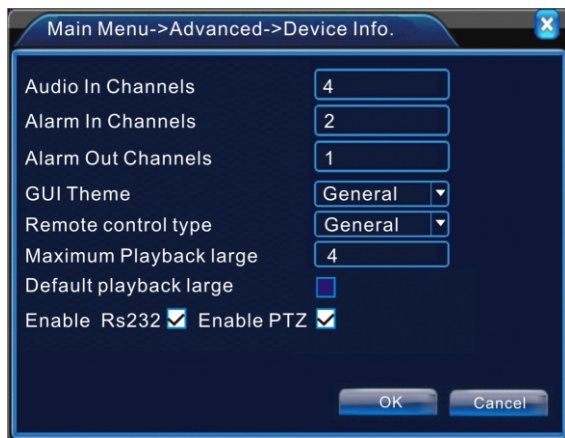 Main Menu->Advanced->Device Info.
Audio In Channels 4
Alarm In Channels 2
Alarm Out Channels 1
GUI Theme General
Remote control type General
Maximum Playback large 4
Default playback large
Enable Rs232 Enable PTZ
OK Cancel